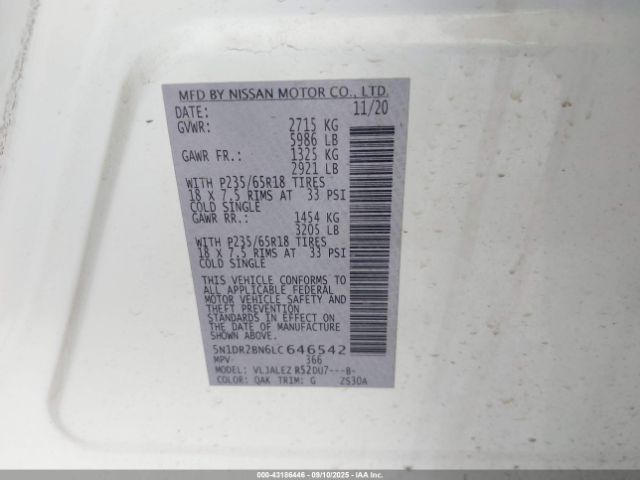 MFD BY NISSAN MOTOR CO., LTD.
DATE: 11/20
GVWR: 2715 KG
5986 LB
GAWR FR.: 1325 KG
2921 LB
WITH P235/65R18 TIRES
18 X 7.5 RIMS AT 33 PSI
COLD SINGLE
GAWR RR.: 1454 KG
3205 LB
WITH P235/65R18 TIRES
18 X 7.5 RIMS AT 33 PSI
COLD SINGLE
THIS VEHICLE CONFORMS TO
ALL APPLICABLE FEDERAL
MOTOR VEHICLE SAFETY AND
THEFT PREVENTION
STANDARDS IN EFFECT ON
THE DATE OF MANUFACTURE
SHOWN ABOVE.
5N1DR2BN6LC646542
MPV 366
MODEL: VLJALEZ R52DU7---B-
COLOR: QAK TRIM: G ZS30A
000-43186446 - 09/10/2025 - IAAI.CA